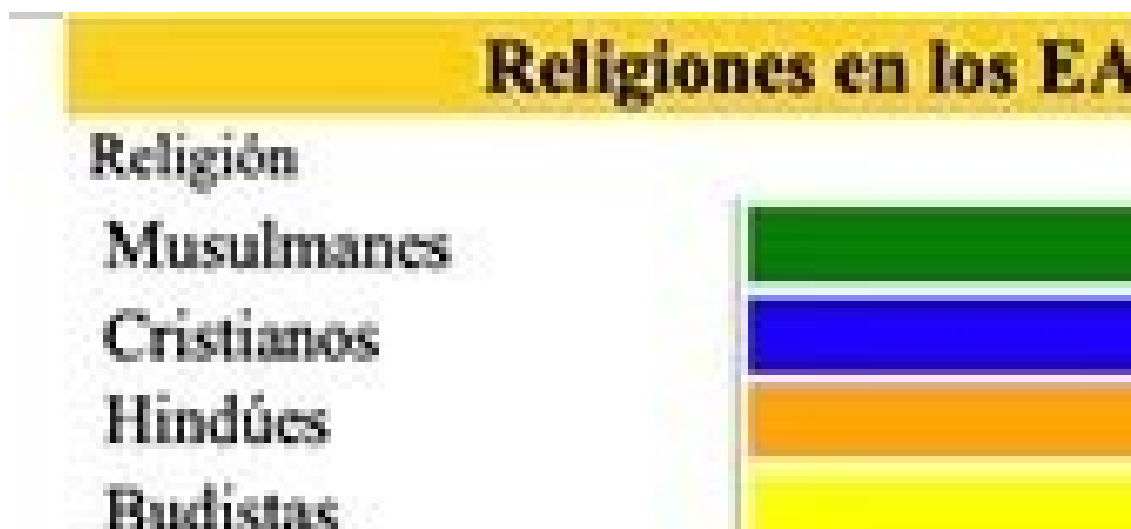 Religiones en los EA
Religión
Musulmanes
Cristianos
Hindúes
Budistas